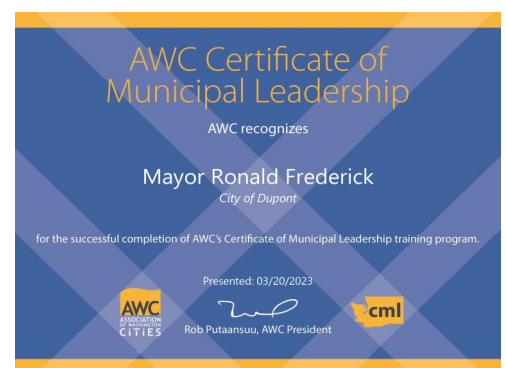 AWC Certificate of
Municipal Leadership
AWC recognizes
Mayor Ronald Frederick
City of Dupont
for the successful completion of AWC's Certificate of Municipal Leadership training program.
Presented: 03/20/2023
AWC
ASSOCIATION
OF WASHINGTON
CITIES
Rob Putaansuu, AWC President
cml